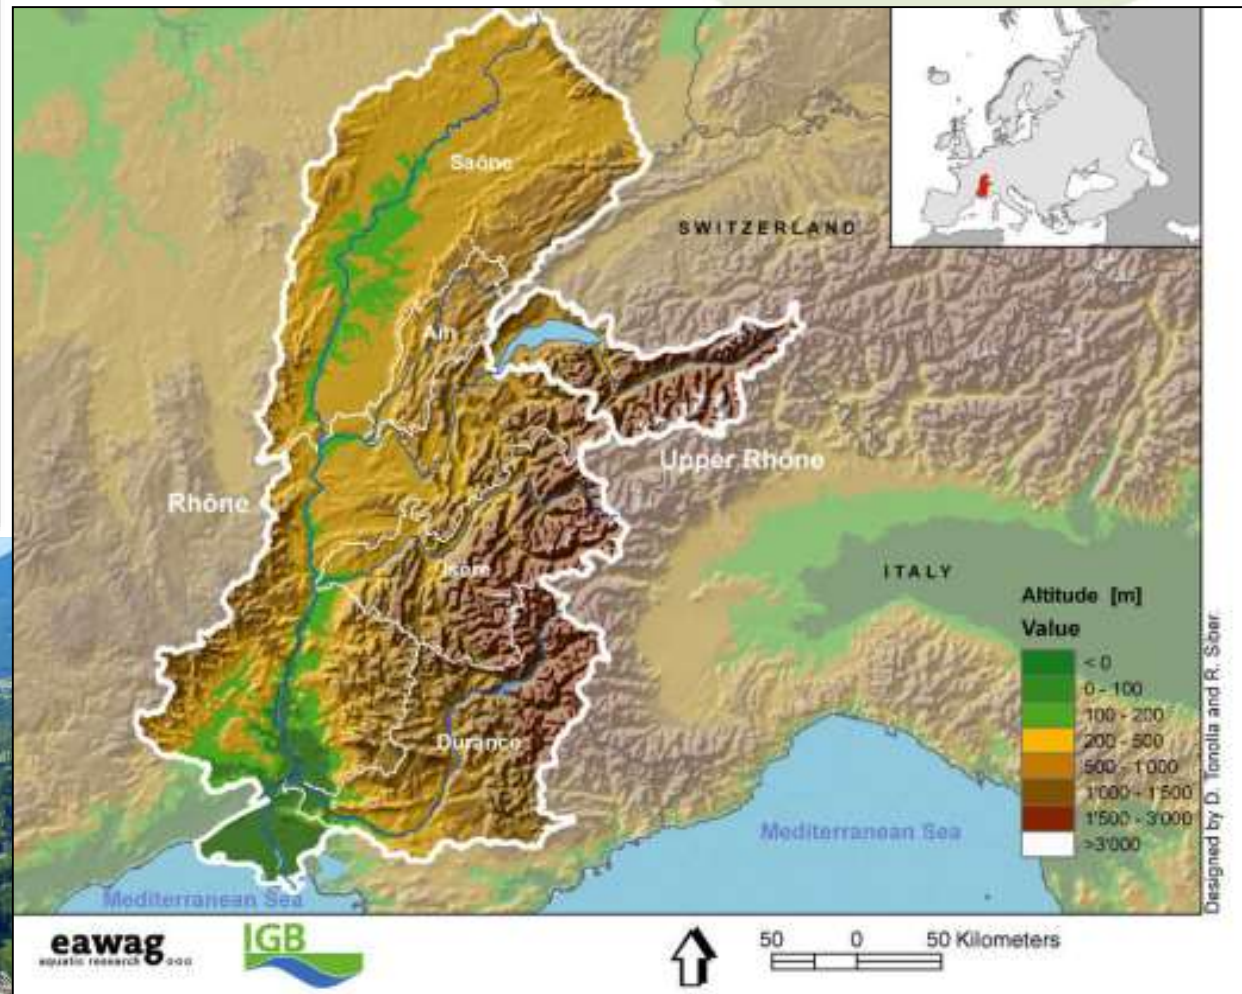 Saône
SWITZERLAND
Ain
Upper Rhône
Rhône
Isère
ITALY
Altitude [m]
Value
< 0
0 - 100
100 - 200
200 - 500
500 - 1'000
1'000 - 1'500
1'500 - 3'000
>3'000
Durance
Mediterranean Sea
Mediterranean Sea
Designed by D. Tonolla and R. Siber
eawag
aquatic research
IGB
50 0 50 Kilometers